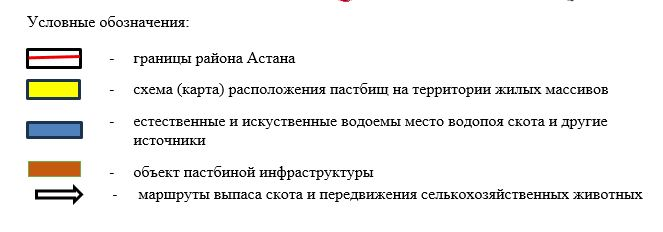 Условные обозначения:
- границы района Астана
- схема (карта) расположения пастбищ на территории жилых массивов
- естественные и искуственные водоемы место водопоя скота и другие
источники
- объект пастбиной инфраструктуры
- маршруты выпаса скота и передвижения селькохозяйственных животных